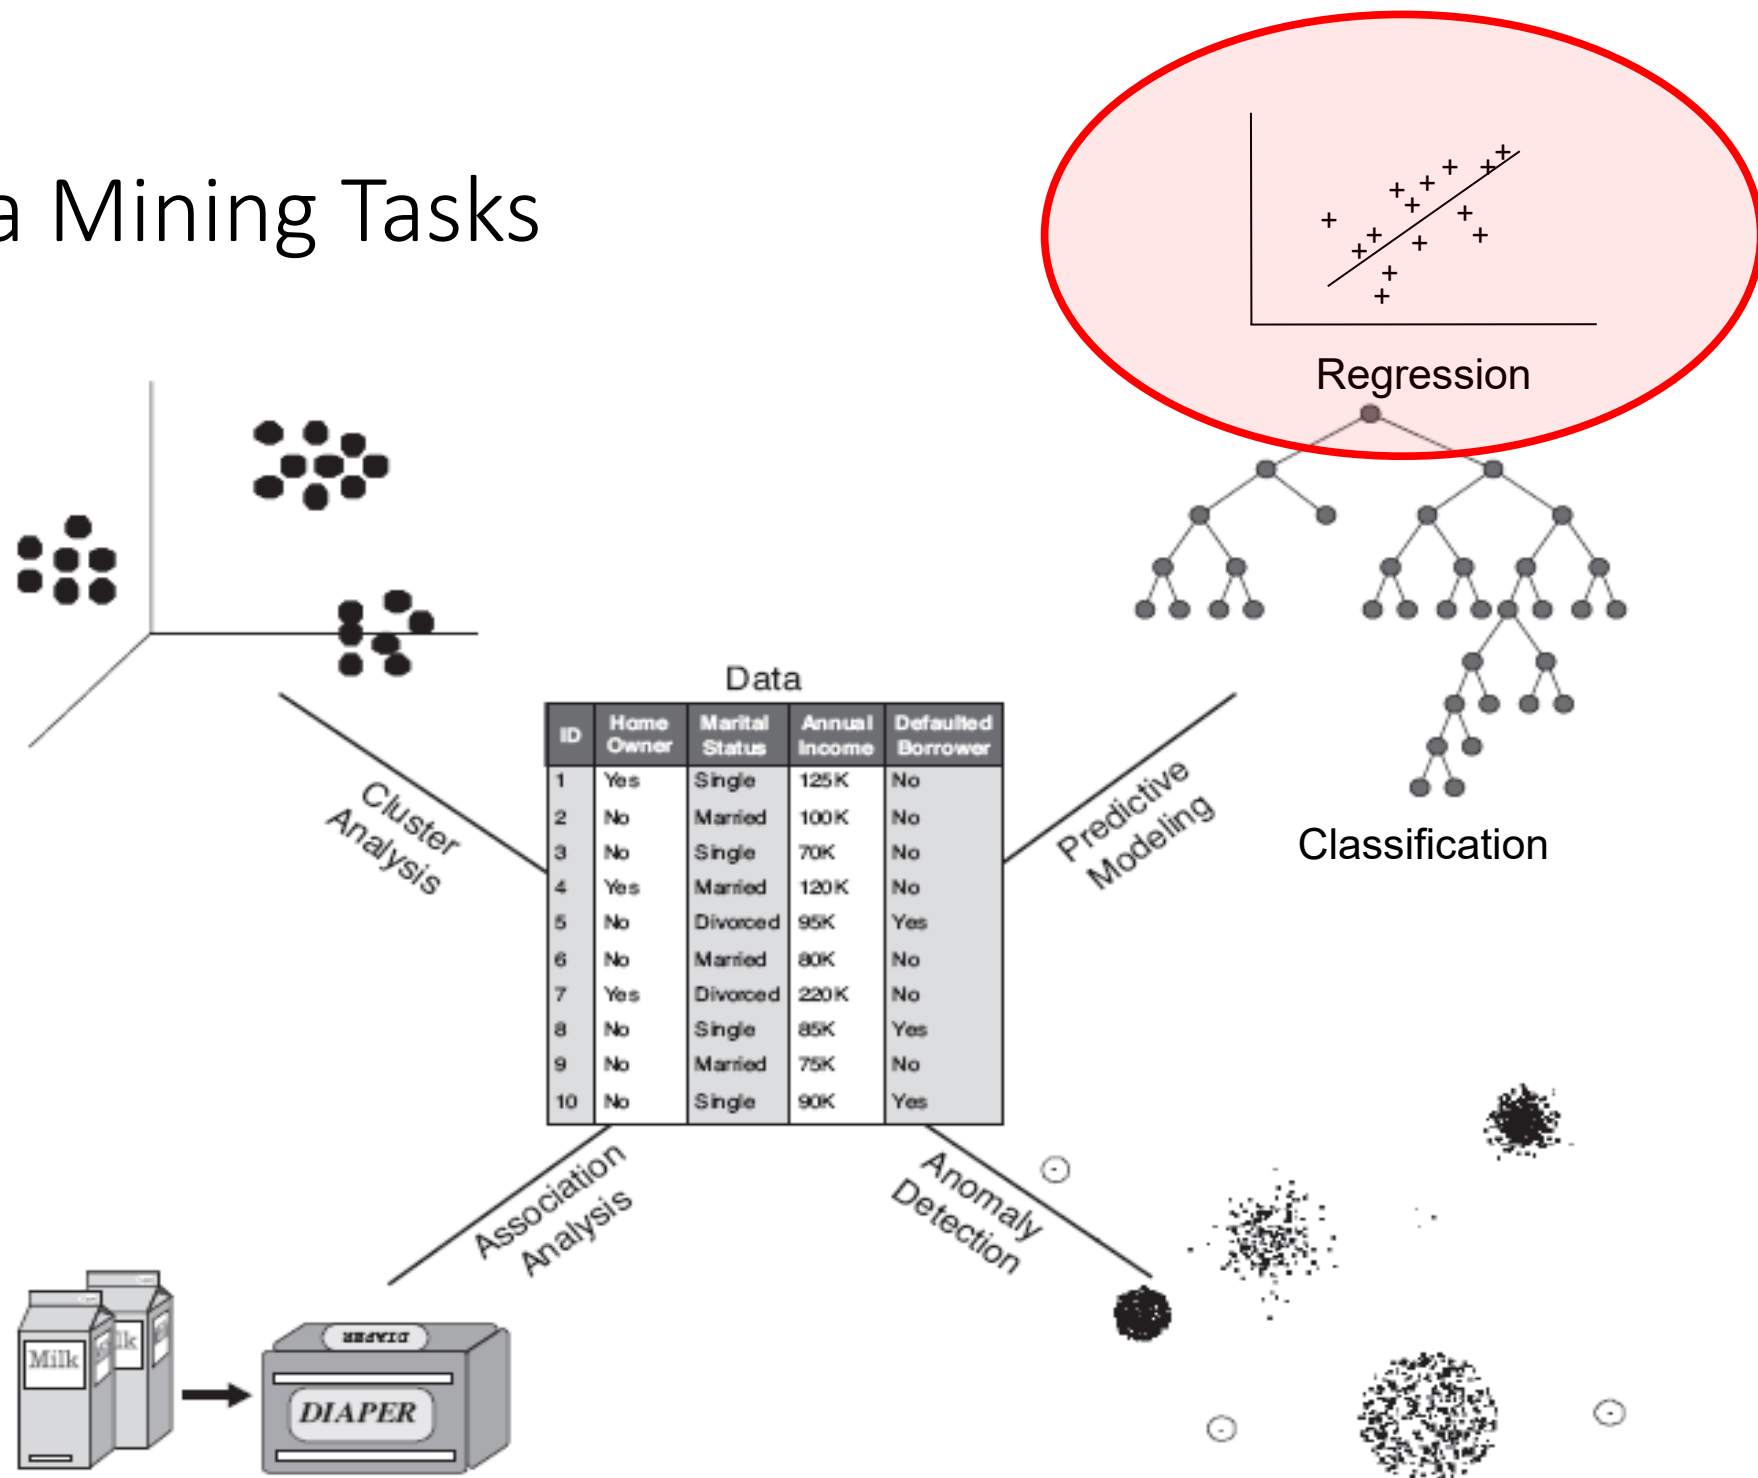 a Mining Tasks
Regression
Classification
Cluster
Analysis
Predictive
Modeling
Data
ID Home Owner Marital Status Annual Income Defaulted Borrower
1 Yes Single 125K No
2 No Married 100K No
3 No Single 70K No
4 Yes Married 120K No
5 No Divorced 95K Yes
6 No Married 80K No
7 Yes Divorced 220K No
8 No Single 85K Yes
9 No Married 75K No
10 No Single 90K Yes
Association
Analysis
Anomaly
Detection
Milk
lk
DIAPER
DIAPER